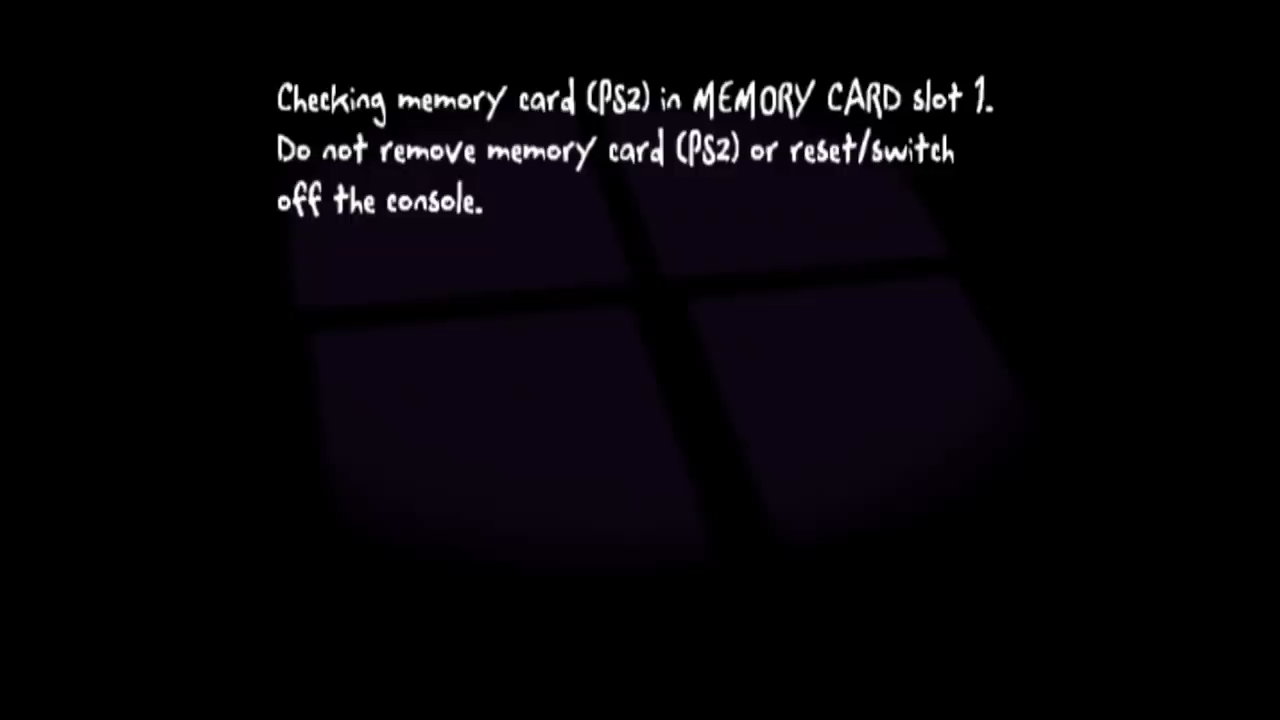 Checking memory card (PS2) in MEMORY CARD slot 1.
Do not remove memory card (PS2) or reset/switch
off the console.